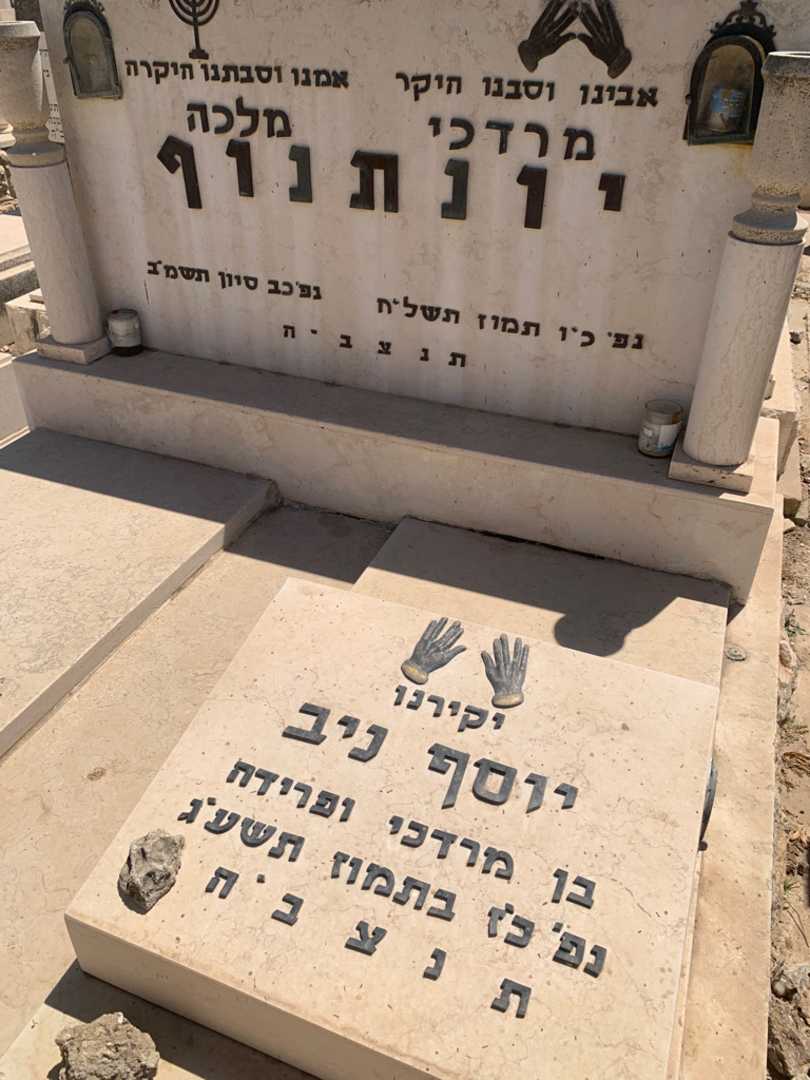 אבינו וסבנו היקר אמנו וסבתנו היקרה
מרדכי מלכה
יונתנוף
נפ' כ"ו תמוז תשל"ח נפ' כב סיון תשמ"ב
ת נ צ ב " ה
יקירנו
יוסף ניב
בן מרדכי ופרידה
נפ' כ"ז בתמוז תשע"ג
ת נ צ ב " ה